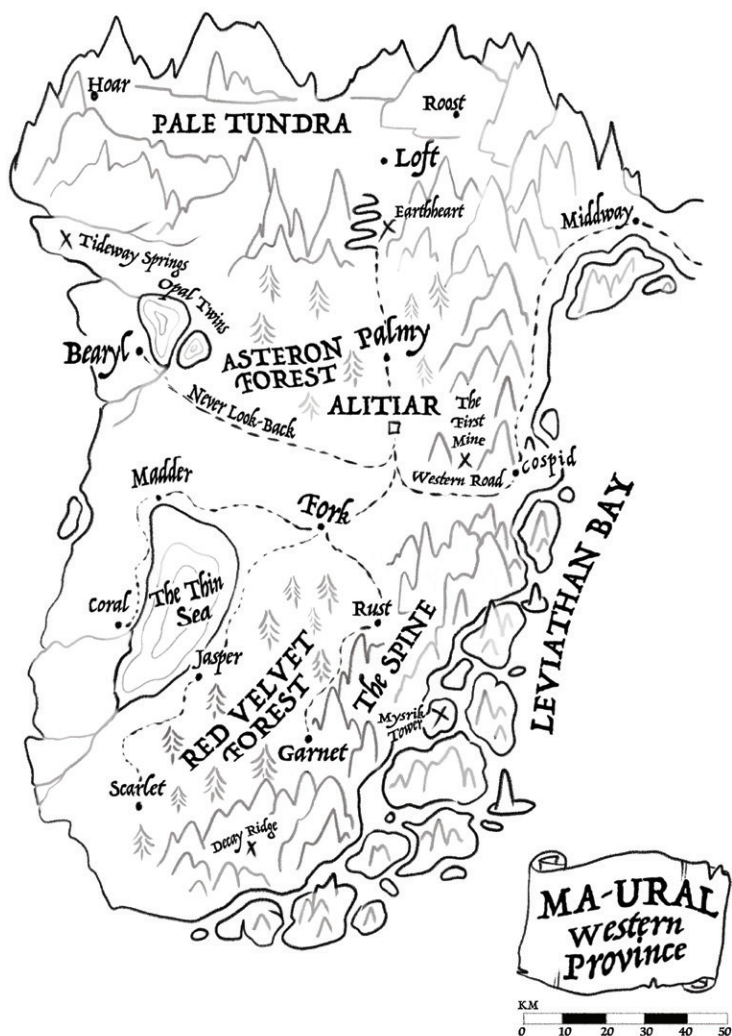 Hoar
PALE TUNDRA
Roost
Loft
Earthheart
Middway
Tideway Springs
Opal Twins
Bearyl
ASTERON
FOREST
Palmy
Never Look-Back
ALITIAR
The
First
Mine
Western Road
Cospid
Madder
Fork
LEVIATHAN BAY
The Thin
Sea
Coral
Rust
Jasper
RED VELVET
FOREST
The SPINE
Mysrik
Tower
Garnet
Scarlet
Decay Ridge
MA-URAL
Western
Province
KM
0 10 20 30 40 50